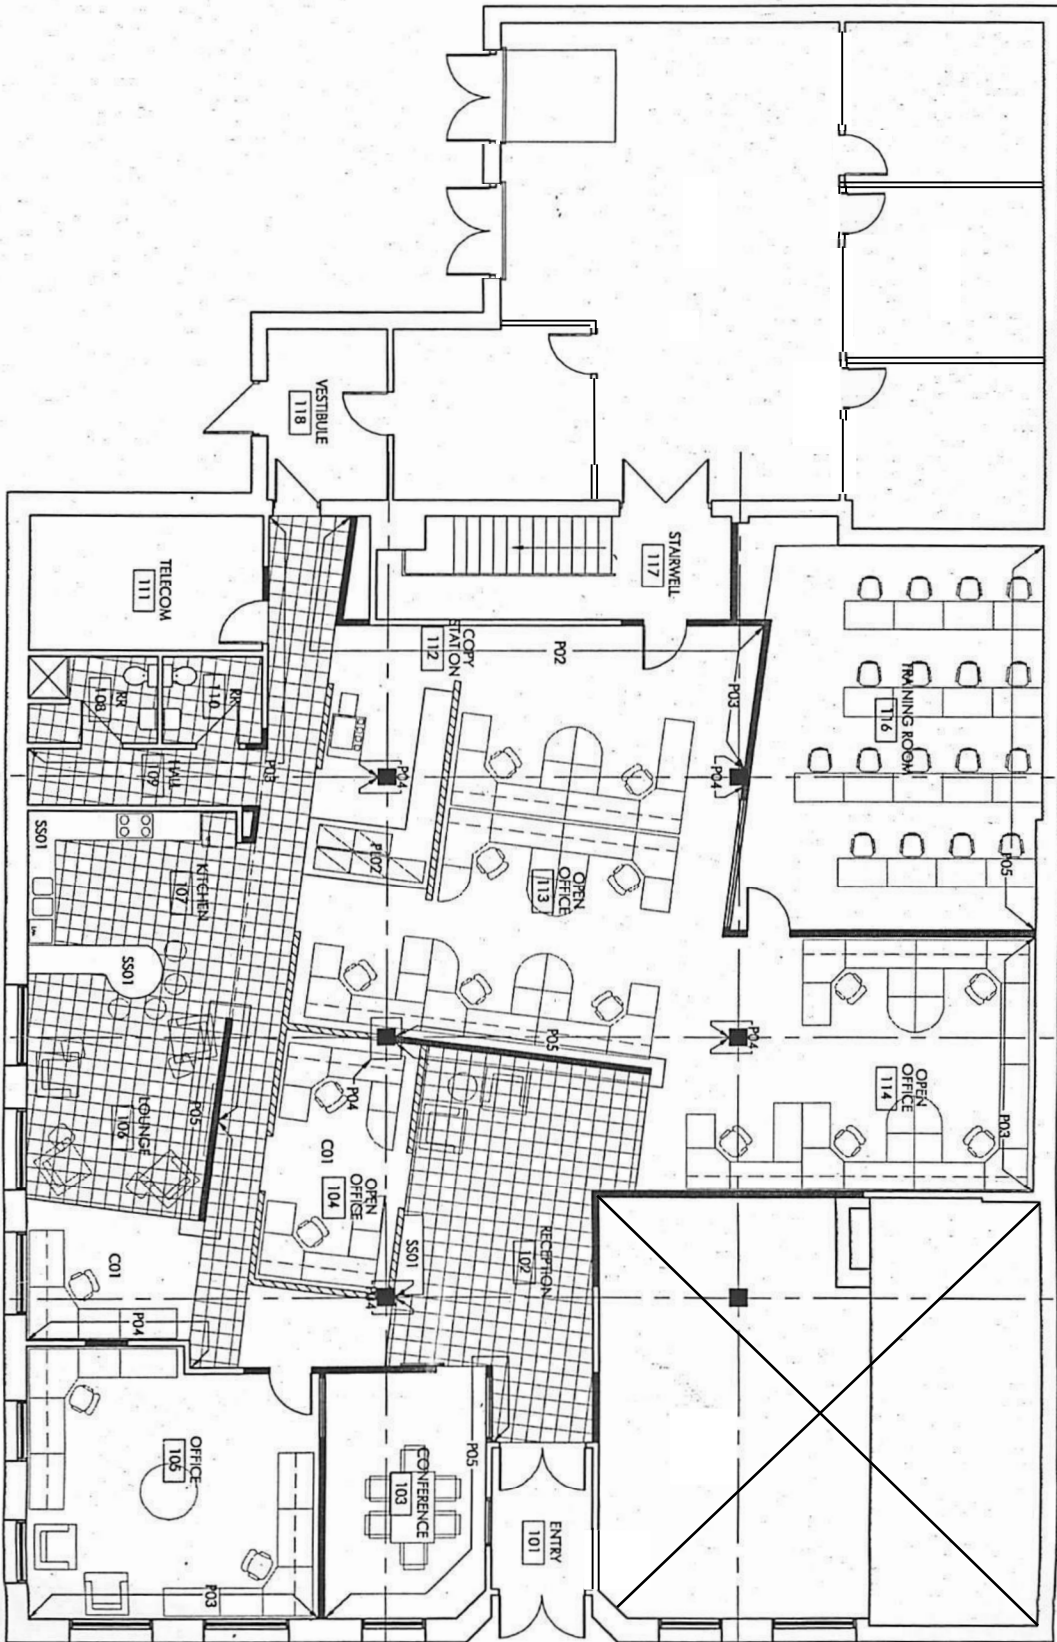 VESTIBULE
118
STAIRWELL
117
TELECOM
111
COPY
STATION
112
P02
P03
RR
108
RR
110
HALL
109
P03
P04
P04
TRAINING ROOM
116
P05
SS01
KITCHEN
107
OPEN
OFFICE
113
SS01
P05
P04
P04
OPEN
OFFICE
114
P03
LOUNGE
106
P05
C01
OPEN
OFFICE
104
SS01
RECEPTION
102
C01
P04
P04
OFFICE
105
P03
CONFERENCE
103
P05
ENTRY
101